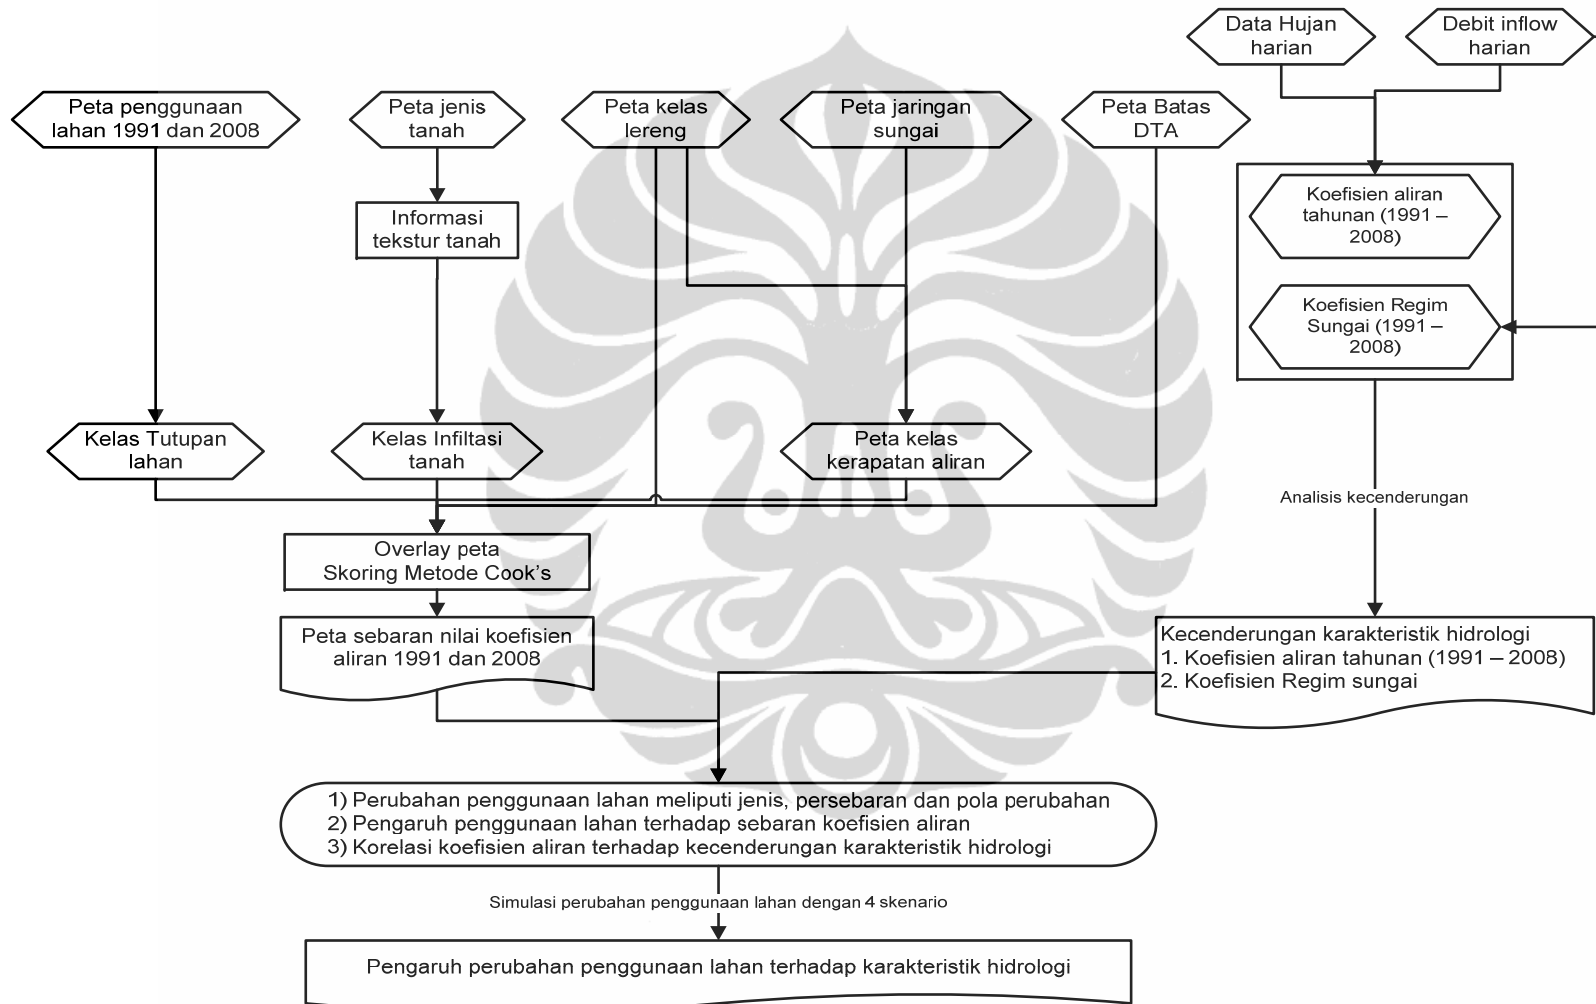 Data Hujan
harian
Debit inflow
harian
Peta penggunaan
lahan 1991 dan 2008
Peta jenis
tanah
Peta kelas
lereng
Peta jaringan
sungai
Peta Batas
DTA
Informasi
tekstur tanah
Koefisien aliran
tahunan (1991 –
2008)
Koefisien Regim
Sungai (1991 –
2008)
Kelas Tutupan
lahan
Kelas Infiltasi
tanah
Peta kelas
kerapatan aliran
Analisis kecenderungan
Overlay peta
Skoring Metode Cook's
Peta sebaran nilai koefisien
aliran 1991 dan 2008
Kecenderungan karakteristik hidrologi
1. Koefisien aliran tahunan (1991 – 2008)
2. Koefisien Regim sungai
1) Perubahan penggunaan lahan meliputi jenis, persebaran dan pola perubahan
2) Pengaruh penggunaan lahan terhadap sebaran koefisien aliran
3) Korelasi koefisien aliran terhadap kecenderungan karakteristik hidrologi
Simulasi perubahan penggunaan lahan dengan 4 skenario
Pengaruh perubahan penggunaan lahan terhadap karakteristik hidrologi